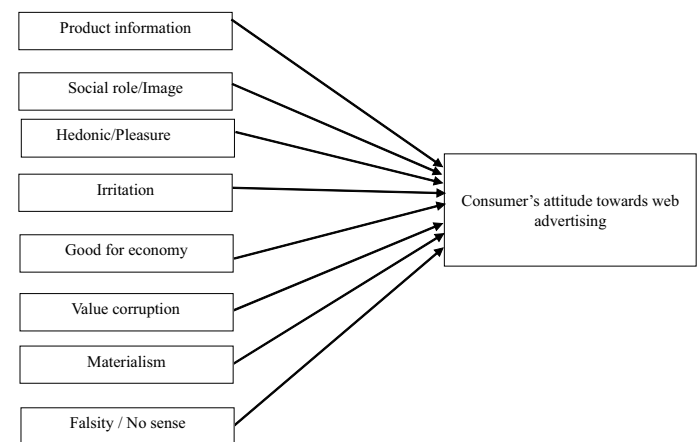 Product information
Social role/Image
Hedonic/Pleasure
Irritation
Good for economy
Value corruption
Materialism
Falsity / No sense
Consumer’s attitude towards web
advertising